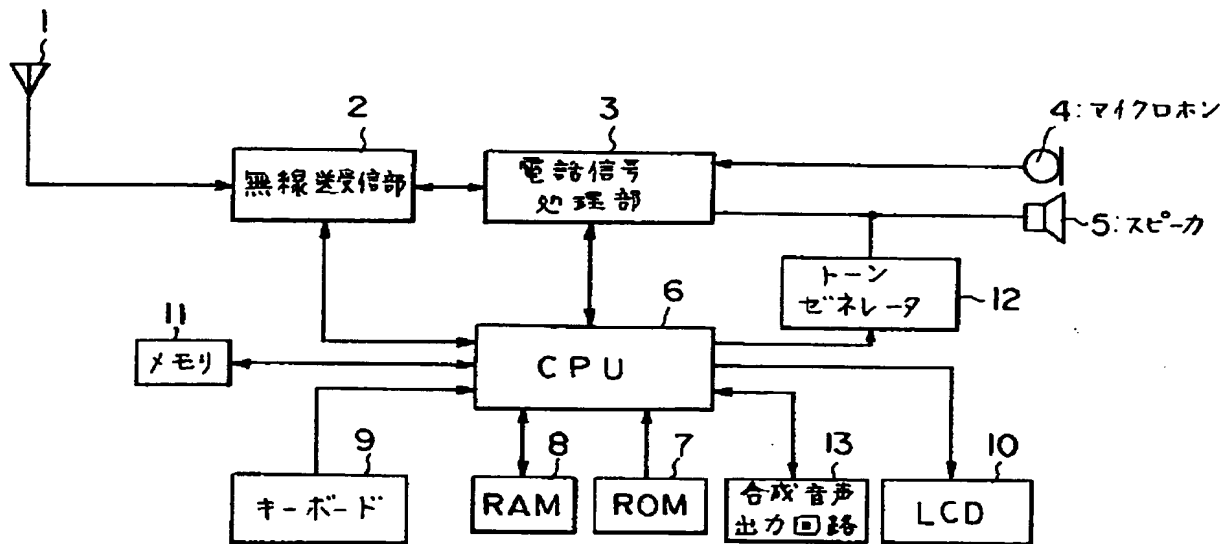 1
2
3
4:マイクロホン
無線送受信部
電話信号
処理部
5:スピーカ
トーン
ゼネレータ
12
6
11
メモリ
CPU
9
8
7
13
10
キーボード
RAM
ROM
合成音声
出力回路
LCD